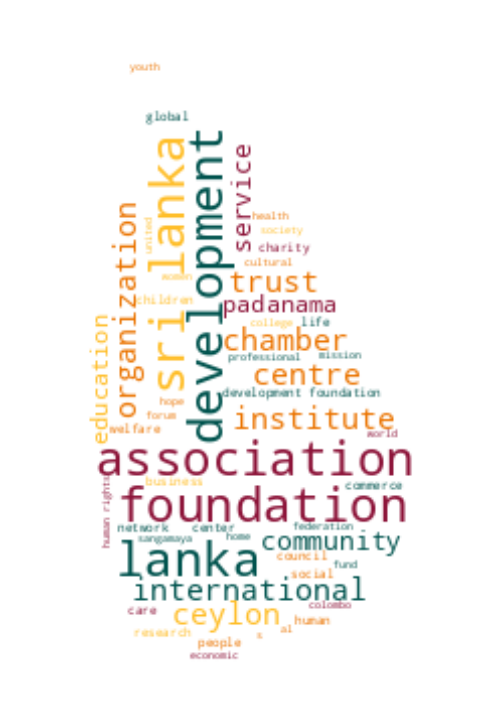 youth
global
sri lanka
development
service
organization
united
health
society
charity
cultural
women
trust
children
padanama
education
college
life
chamber
professional
mission
centre
development foundation
hope
forum
institute
welfare
world
association
human rights
business
commerce
foundation
network
center
federation
sangamaya
home
community
lanka
council
fund
social
international
care
colombo
ceylon
human
research
al
s
people
economic